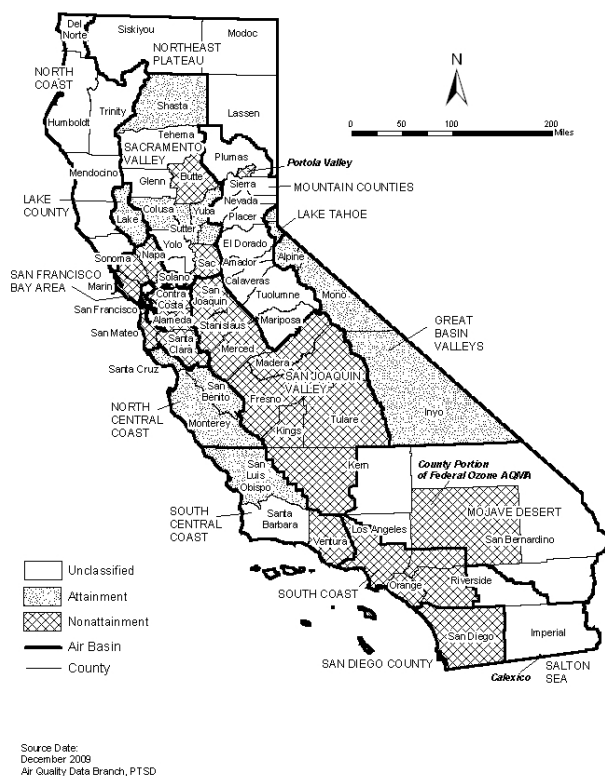 Del
Norte
Siskiyou
Modoc
NORTHEAST
PLATEAU
NORTH
COAST
Shasta
Trinity
Lassen
Humboldt
N
0 50 100 200
Miles
Tehema
SACRAMENTO
VALLEY
Plumas
Portola Valley
Mendocino
Glenn
Butte
Sierra
MOUNTAIN COUNTIES
LAKE
COUNTY
Colusa
Yuba
Nevada
Lake
Sutter
Placer
LAKE TAHOE
Yolo
El Dorado
Sonoma
Napa
Sac
Amador
Alpine
SAN FRANCISCO
BAY AREA
Marin
Solano
Calaveras
San Francisco
Contra
Costa
San
Joaquin
Tuolumne
Mono
Alameda
Stanislaus
Mariposa
San Mateo
Santa
Clara
Merced
GREAT
BASIN
VALLEYS
Santa Cruz
Madera
SAN JOAQUIN
VALLEY
San
Benito
Fresno
NORTH
CENTRAL
COAST
Monterey
Tulare
Inyo
Kings
San
Luis
Obispo
Kern
County Portion
of Federal Ozone AQMA
SOUTH
CENTRAL
COAST
Santa
Barbara
MOJAVE DESERT
Ventura
Los Angeles
San Bernardino
Unclassified
Attainment
Nonattainment
Air Basin
County
SOUTH COAST
Orange
Riverside
SAN DIEGO COUNTY
San Diego
Imperial
Calexico
SALTON
SEA
Source Date:
December 2009
Air Quality Data Branch, PTSD